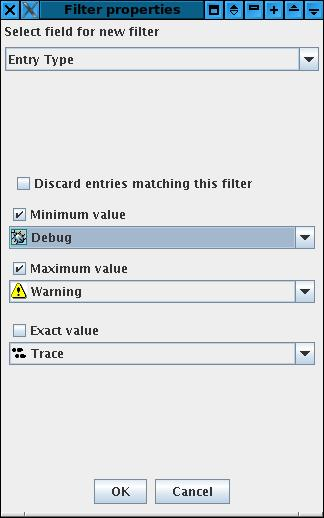 Filter properties
Select field for new filter
Entry Type
Discard entries matching this filter
Minimum value
Debug
Maximum value
Warning
Exact value
Trace
OK
Cancel